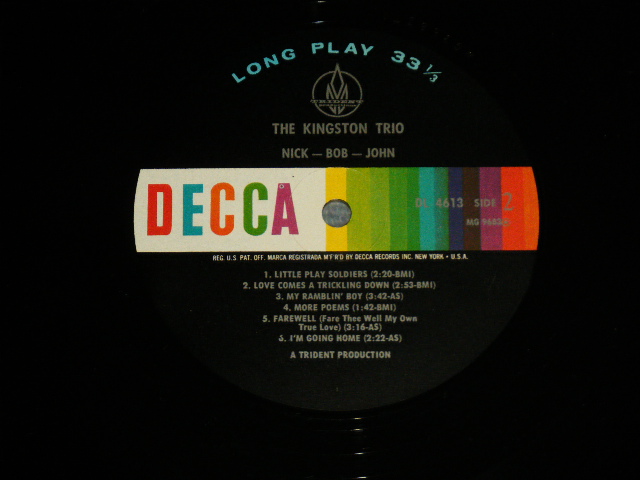 LONG PLAY 33 1/3
TRIDENT
THE KINGSTON TRIO
NICK — BOB — JOHN
DECCA
DL 4613 SIDE 2
MG
REG. U.S. PAT. OFF. MARCA REGISTRADA M'F'R'D BY DECCA RECORDS INC. NEW YORK • U.S.A.
1. LITTLE PLAY SOLDIERS (2:20-BMI)
2. LOVE COMES A TRICKLING DOWN (2:53-BMI)
3. MY RAMBLIN' BOY (3:42-AS)
4. MORE POEMS (1:42-BMI)
5. FAREWELL (Fare Thee Well My Own
True Love) (3:16-AS)
6. I'M GOING HOME (2:22-AS)
A TRIDENT PRODUCTION